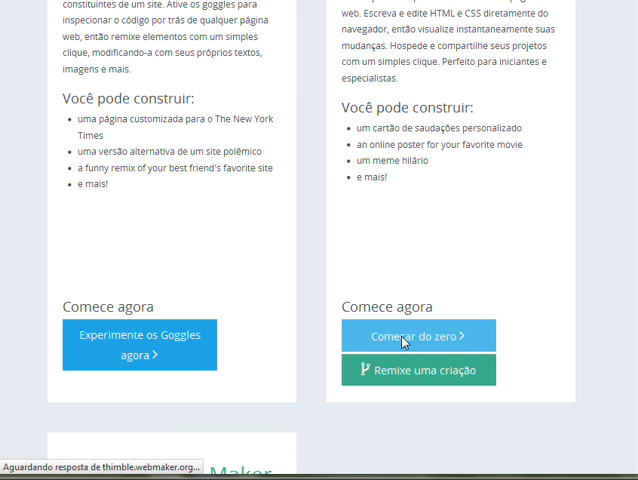 constituintes de um site. Ative os goggles para
inspecionar o código por trás de qualquer página
web, então remixe elementos com um simples
clique, modificando-a com seus próprios textos,
imagens e mais.
Você pode construir:
uma página customizada para o The New York
Times
uma versão alternativa de um site polêmico
a funny remix of your best friend's favorite site
e mais!
Comece agora
Experimente os Goggles
agora
web. Escreva e edite HTML e CSS diretamente do
navegador, então visualize instantaneamente suas
mudanças. Hospede e compartilhe seus projetos
com um simples clique. Perfeito para iniciantes e
especialistas.
Você pode construir:
um cartão de saudações personalizado
an online poster for your favorite movie
um meme hilário
e mais!
Comece agora
Começar do zero
Remixe uma criação
Maker
Aguardando resposta de thimble.webmaker.org...